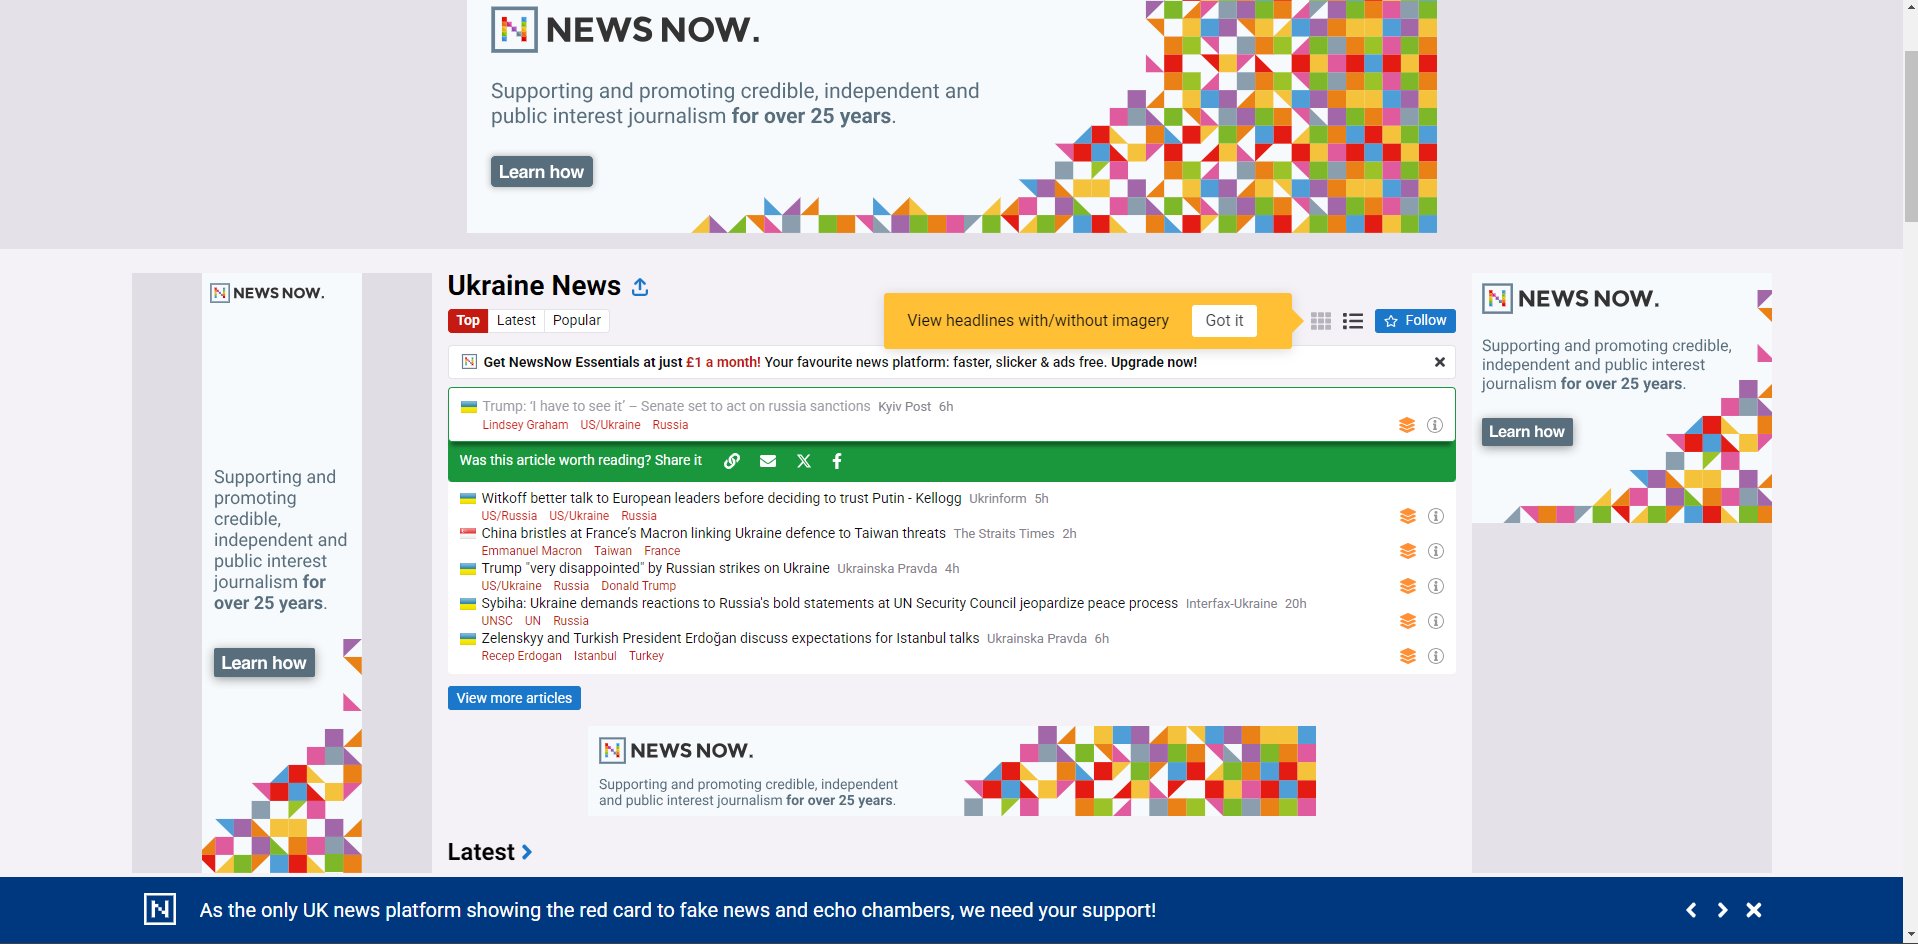 NEWS NOW.
Supporting and promoting credible, independent and
public interest journalism for over 25 years.
Learn how
NEWS NOW.
Supporting and
promoting
credible,
independent and
public interest
journalism for
over 25 years.
Learn how
Ukraine News
View headlines with/without imagery Got it
Top Latest Popular
Follow
Get NewsNow Essentials at just £1 a month! Your favourite news platform: faster, slicker & ads free. Upgrade now!
Trump: ‘I have to see it’ – Senate set to act on russia sanctions Kyiv Post 6h
Lindsey Graham US/Ukraine Russia
Was this article worth reading? Share it
Witkoff better talk to European leaders before deciding to trust Putin - Kellogg Ukrinform 5h
US/Russia US/Ukraine Russia
China bristles at France’s Macron linking Ukraine defence to Taiwan threats The Straits Times 2h
Emmanuel Macron Taiwan France
Trump "very disappointed" by Russian strikes on Ukraine Ukrainska Pravda 4h
US/Ukraine Russia Donald Trump
Sybiha: Ukraine demands reactions to Russia's bold statements at UN Security Council jeopardize peace process Interfax-Ukraine 20h
UNSC UN Russia
Zelenskyy and Turkish President Erdoğan discuss expectations for Istanbul talks Ukrainska Pravda 6h
Recep Erdogan Istanbul Turkey
View more articles
NEWS NOW.
Supporting and promoting credible, independent
and public interest journalism for over 25 years.
Latest
NEWS NOW.
Supporting and promoting credible,
independent and public interest
journalism for over 25 years.
Learn how
As the only UK news platform showing the red card to fake news and echo chambers, we need your support!